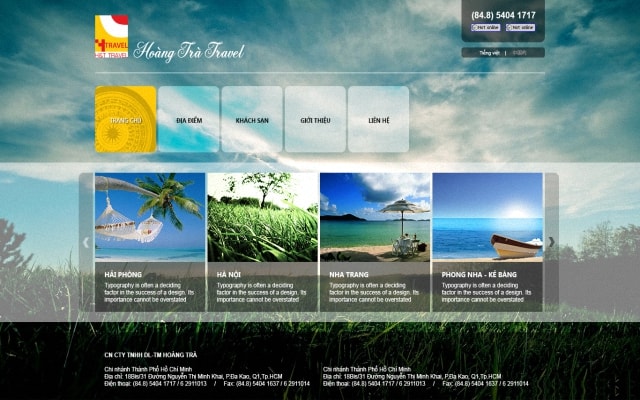 (84.8) 5404 1717
Hot online Hot online
Tiếng việt |
H TRAVEL
Hoàng Trà Travel
TRANG CHỦ ĐỊA ĐIỂM KHÁCH SẠN GIỚI THIỆU LIÊN HỆ
HẢI PHÒNG
Typography is often a deciding
factor in the success of a design. Its
importance cannot be overstated
HÀ NỘI
Typography is often a deciding
factor in the success of a design. Its
importance cannot be overstated
NHA TRANG
Typography is often a deciding
factor in the success of a design. Its
importance cannot be overstated
PHONG NHA - KẺ BÀNG
Typography is often a deciding
factor in the success of a design. Its
importance cannot be overstated
CN CTY TNHH DL-TM HOÀNG TRÀ
Chi nhánh Thành Phố Hồ Chí Minh
Địa chỉ: 18Bis/31 Đường Nguyễn Thị Minh Khai, P.Đa Kao, Q1,Tp.HCM
Điện thoại: (84.8) 5404 1717 / 6 2911013 / Fax: (84.8) 5404 1637 / 6 2911014
Chi nhánh Thành Phố Hồ Chí Minh
Địa chỉ: 18Bis/31 Đường Nguyễn Thị Minh Khai, P.Đa Kao, Q1,Tp.HCM
Điện thoại: (84.8) 5404 1717 / 6 2911013 / Fax: (84.8) 5404 1637 / 6 2911014